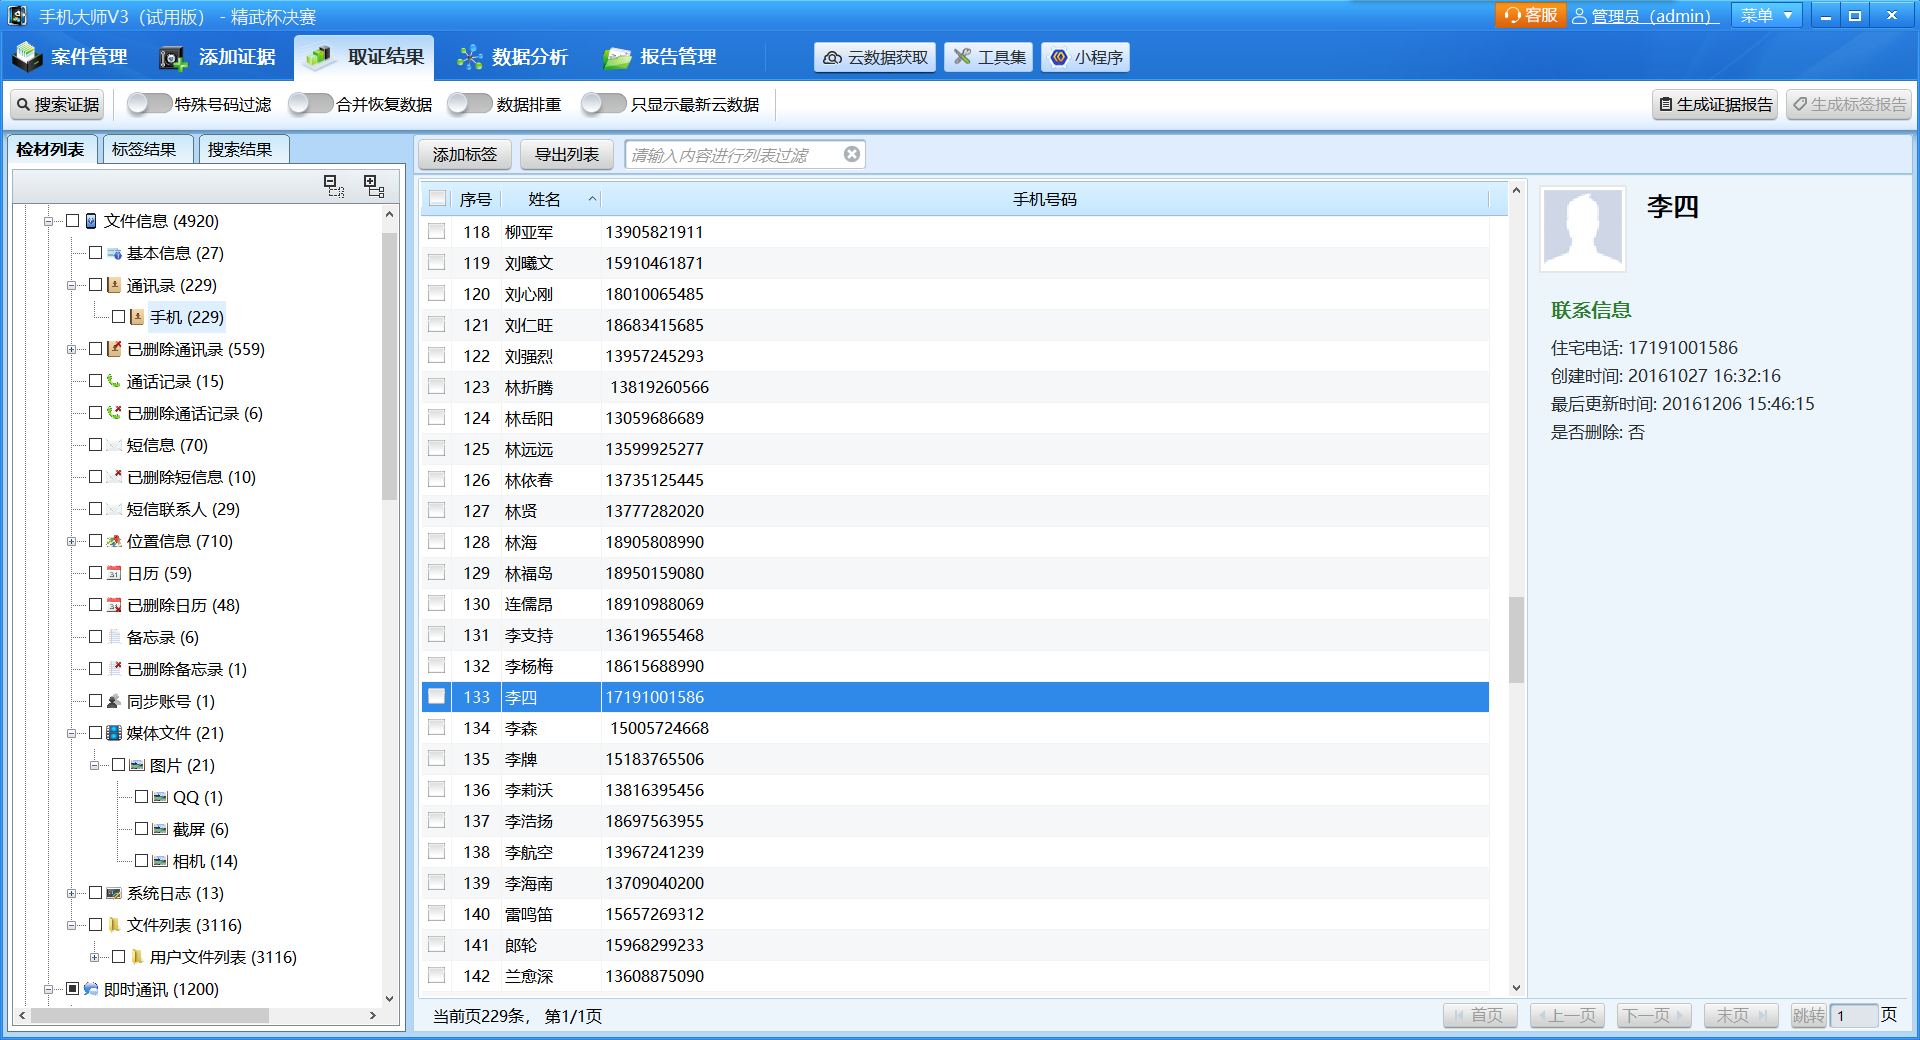 手机大师V3（试用版） - 精武杯决赛
客服 管理员（admin） 菜单
案件管理 添加证据 取证结果 数据分析 报告管理 云数据获取 工具集 小程序
搜索证据 特殊号码过滤 合并恢复数据 数据排重 只显示最新云数据 生成证据报告 生成标签报告
检材列表 标签结果 搜索结果
文件信息 (4920)
基本信息 (27)
通讯录 (229)
手机 (229)
已删除通讯录 (559)
通话记录 (15)
已删除通话记录 (6)
短信息 (70)
已删除短信息 (10)
短信联系人 (29)
位置信息 (710)
日历 (59)
已删除日历 (48)
备忘录 (6)
已删除备忘录 (1)
同步账号 (1)
媒体文件 (21)
图片 (21)
QQ (1)
截屏 (6)
相机 (14)
系统日志 (13)
文件列表 (3116)
用户文件列表 (3116)
即时通讯 (1200)
添加标签 导出列表 请输入内容进行列表过滤
序号 姓名 手机号码
118 柳亚军 13905821911
119 刘曦文 15910461871
120 刘心刚 18010065485
121 刘仁旺 18683415685
122 刘强烈 13957245293
123 林折腾 13819260566
124 林岳阳 13059686689
125 林远远 13599925277
126 林依春 13735125445
127 林贤 13777282020
128 林海 18905808990
129 林福岛 18950159080
130 连儒昂 18910988069
131 李支持 13619655468
132 李杨梅 18615688990
133 李四 17191001586
134 李森 15005724668
135 李牌 15183765506
136 李莉沃 13816395456
137 李浩扬 18697563955
138 李航空 13967241239
139 李海南 13709040200
140 雷鸣笛 15657269312
141 郎轮 15968299233
142 兰愈深 13608875090
当前页229条， 第1/1页
首页 上一页 下一页 末页 跳转 1 页
李四
联系信息
住宅电话: 17191001586
创建时间: 20161027 16:32:16
最后更新时间: 20161206 15:46:15
是否删除: 否